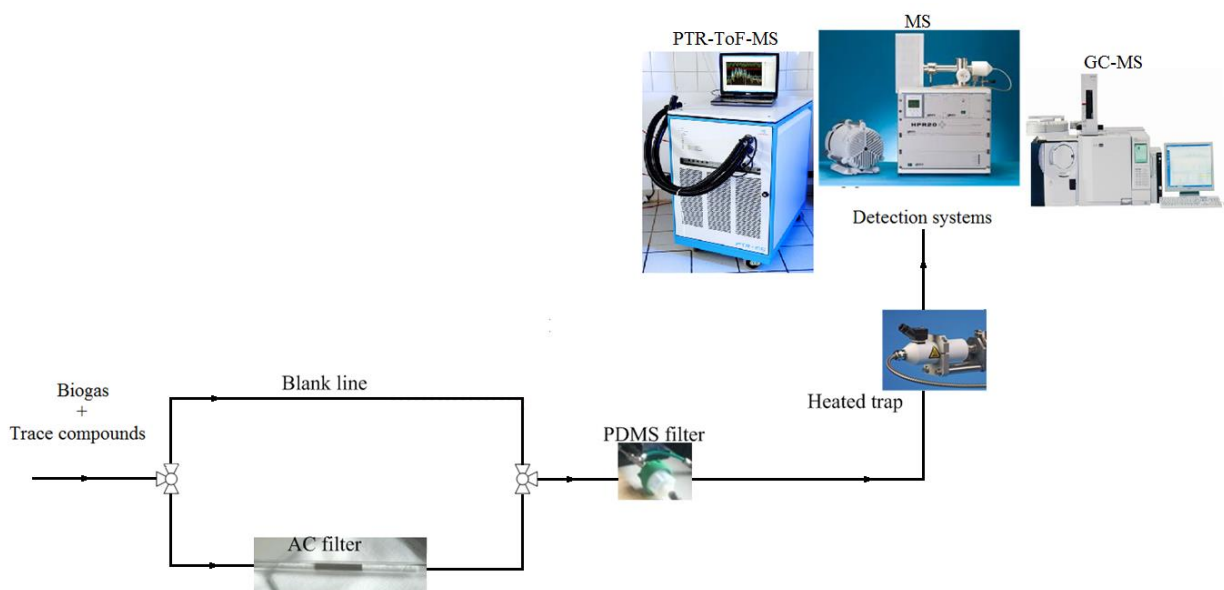 MS
PTR-ToF-MS
GC-MS
HPR20
Detection systems
Blank line
Biogas
+
Trace compounds
Heated trap
PDMS filter
AC filter